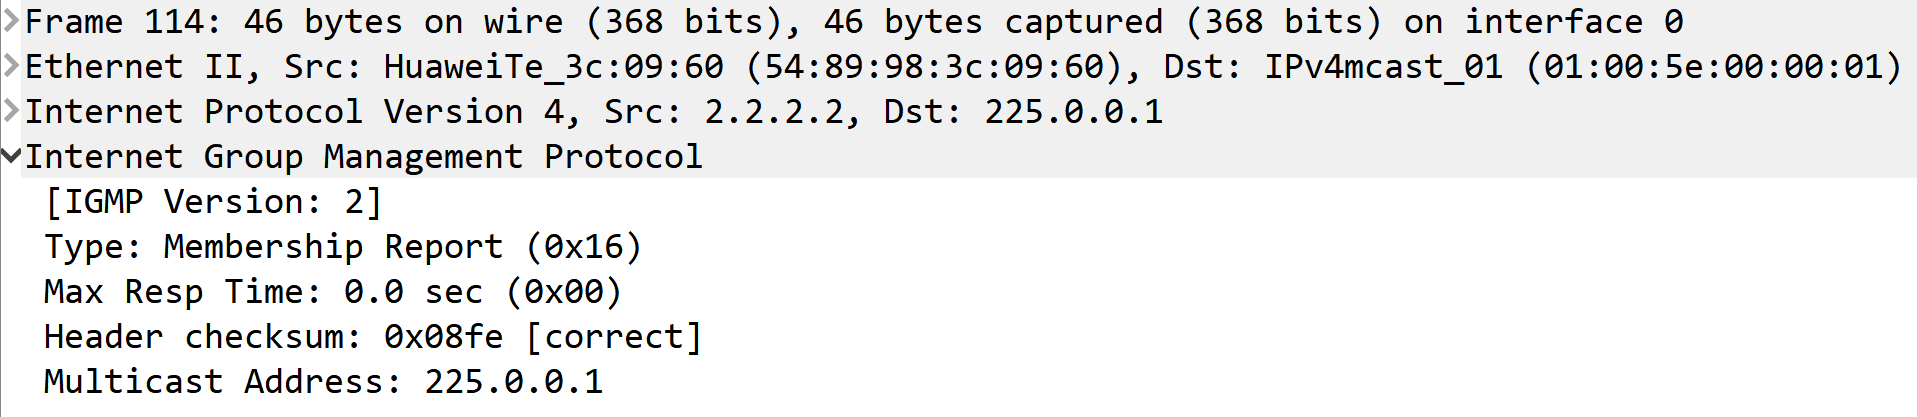 Frame 114: 46 bytes on wire (368 bits), 46 bytes captured (368 bits) on interface 0
Ethernet II, Src: HuaweiTe_3c:09:60 (54:89:98:3c:09:60), Dst: IPv4mcast_01 (01:00:5e:00:00:01)
Internet Protocol Version 4, Src: 2.2.2.2, Dst: 225.0.0.1
Internet Group Management Protocol
[IGMP Version: 2]
Type: Membership Report (0x16)
Max Resp Time: 0.0 sec (0x00)
Header checksum: 0x08fe [correct]
Multicast Address: 225.0.0.1